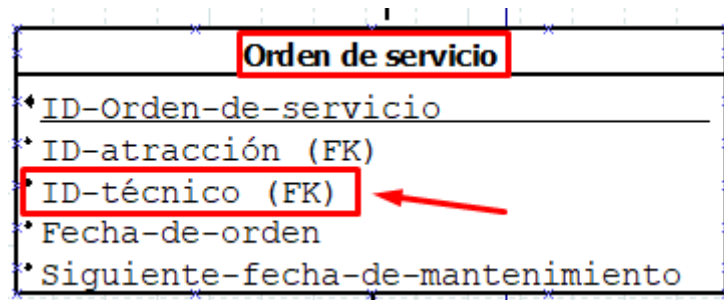 Orden de servicio
ID-Orden-de-servicio
ID-atracción (FK)
ID-técnico (FK)
Fecha-de-orden
Siguiente-fecha-de-mantenimiento